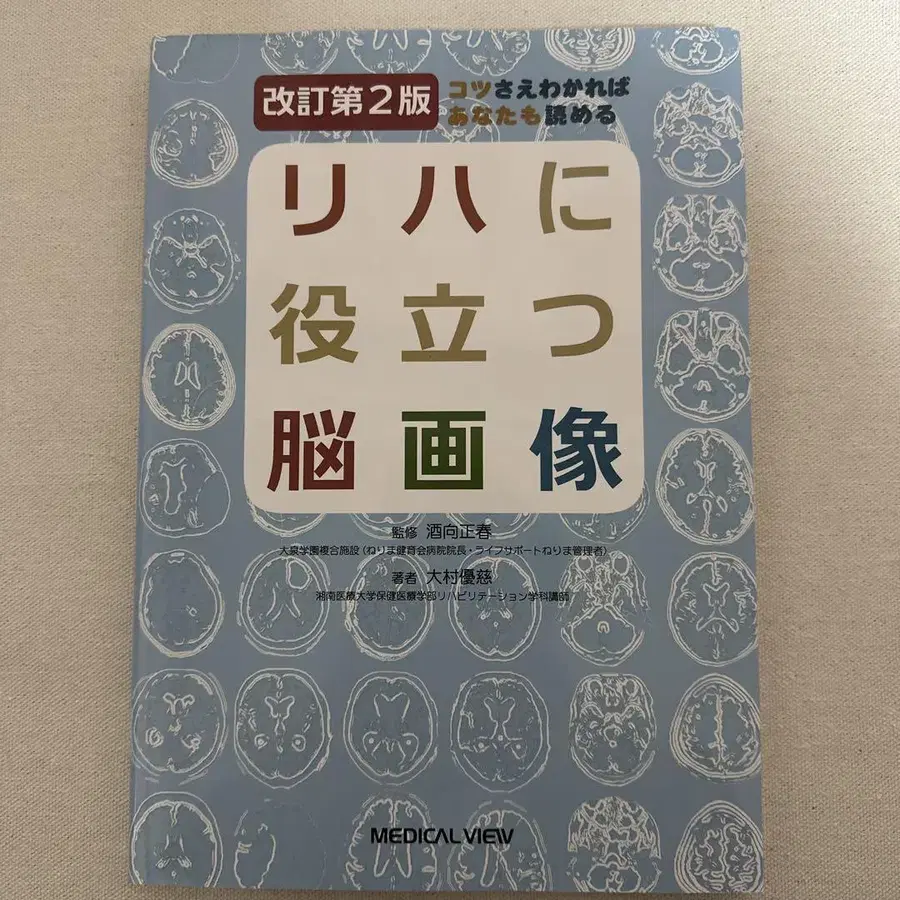 改訂第2版
コツさえわかれば
あなたも読める
リハに
役立つ
脳画像
監修 酒向正春
大泉学園複合施設（ねりま健育会病院院長・ライフサポートねりま管理者）
著者 大村優慈
湘南医療大学保健医療学部リハビリテーション学科講師
MEDICAL VIEW